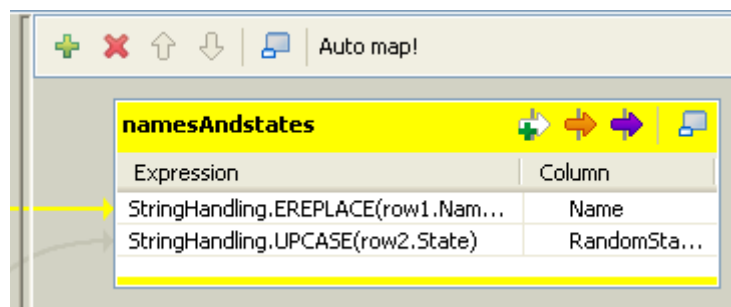 Auto map!
namesAndstates
Expression Column
StringHandling.EREPLACE(row1.Nam... Name
StringHandling.UPCASE(row2.State) RandomSta...